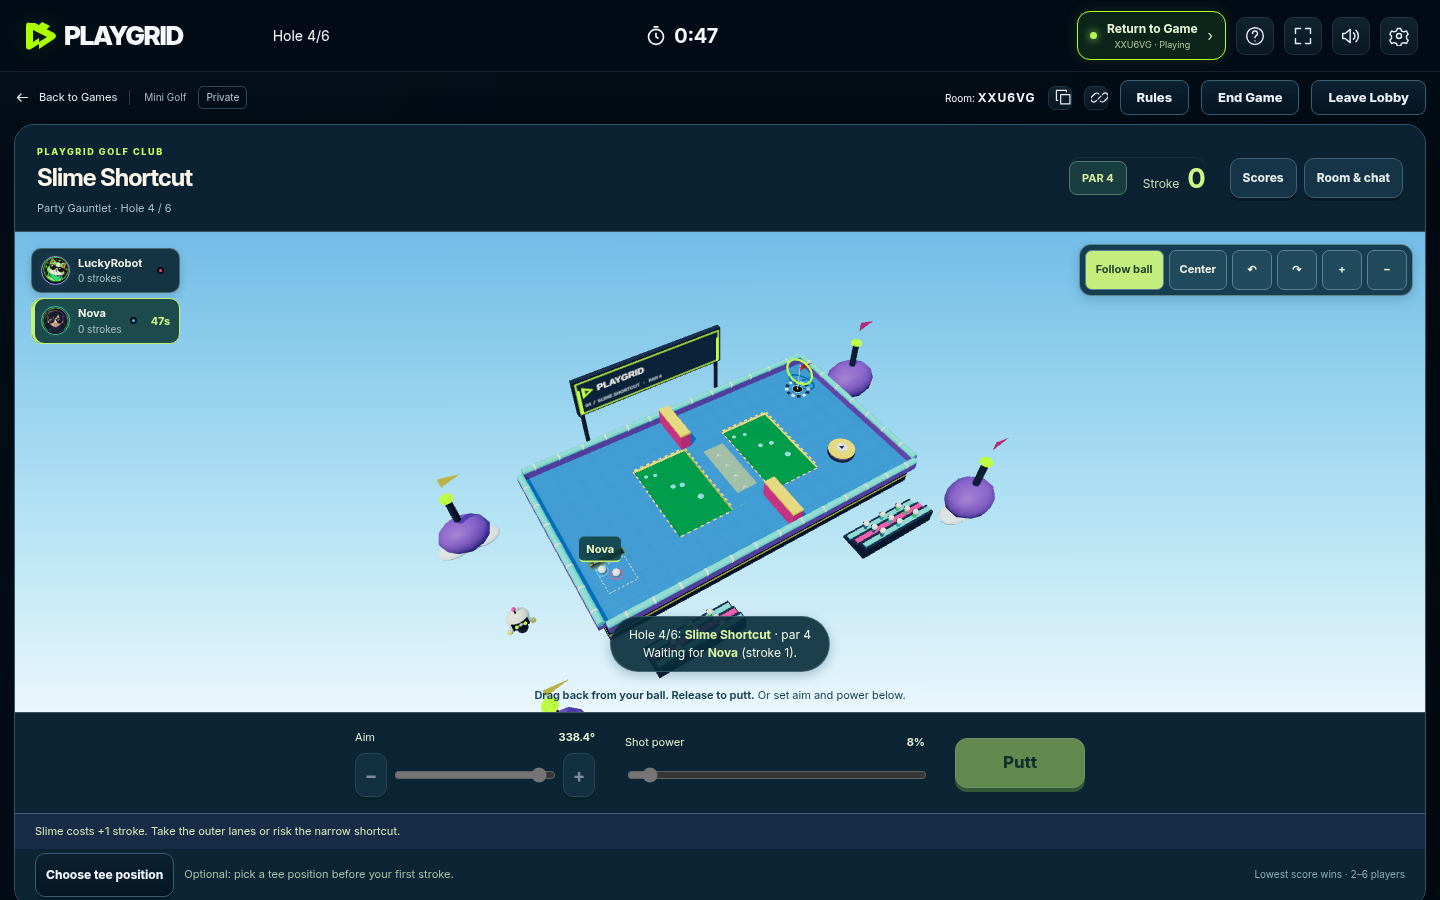 PLAYGRID
Hole 4/6
0:47
Return to Game
XXU6VG · Playing
Back to Games
Mini Golf
Private
Room: XXU6VG
Rules
End Game
Leave Lobby
PLAYGRID GOLF CLUB
Slime Shortcut
Party Gauntlet · Hole 4 / 6
PAR 4
Stroke 0
Scores
Room & chat
LuckyRobot
0 strokes
Nova
0 strokes
47s
Follow ball
Center
PLAYGRID
SLIME SHORTCUT · PAR 4
Nova
Hole 4/6: Slime Shortcut · par 4
Waiting for Nova (stroke 1).
Drag back from your ball. Release to putt. Or set aim and power below.
Aim
338.4°
Shot power
8%
Putt
Slime costs +1 stroke. Take the outer lanes or risk the narrow shortcut.
Choose tee position
Optional: pick a tee position before your first stroke.
Lowest score wins · 2–6 players